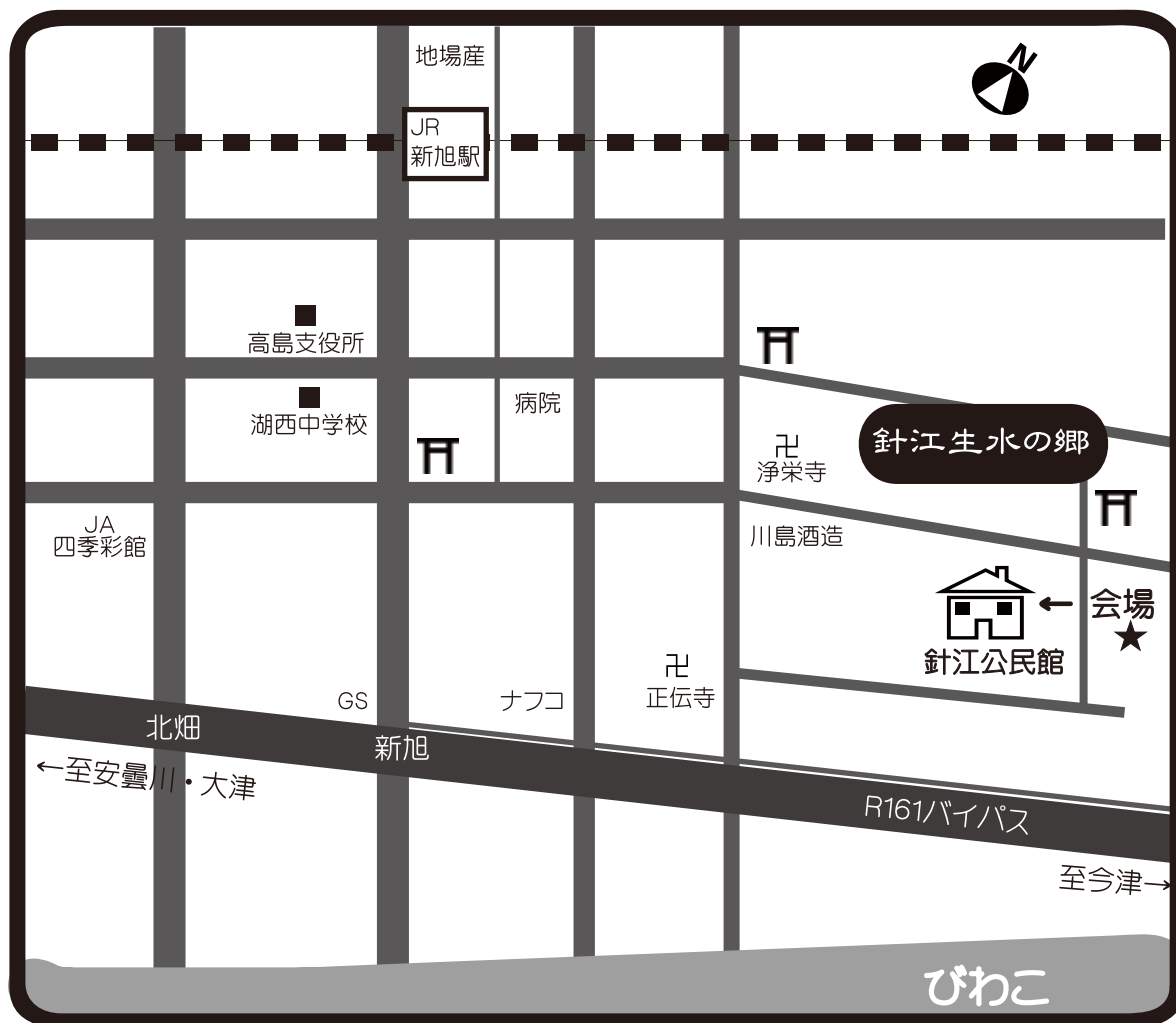 地場産
N
JR
新旭駅
高島支役所
湖西中学校
病院
針江生水の郷
卍
浄栄寺
JA
四季彩館
川島酒造
← 会場
★
針江公民館
卍
正伝寺
GS
ナフコ
北畑
新旭
←至安曇川・大津
R161バイパス
至今津→
びわこ